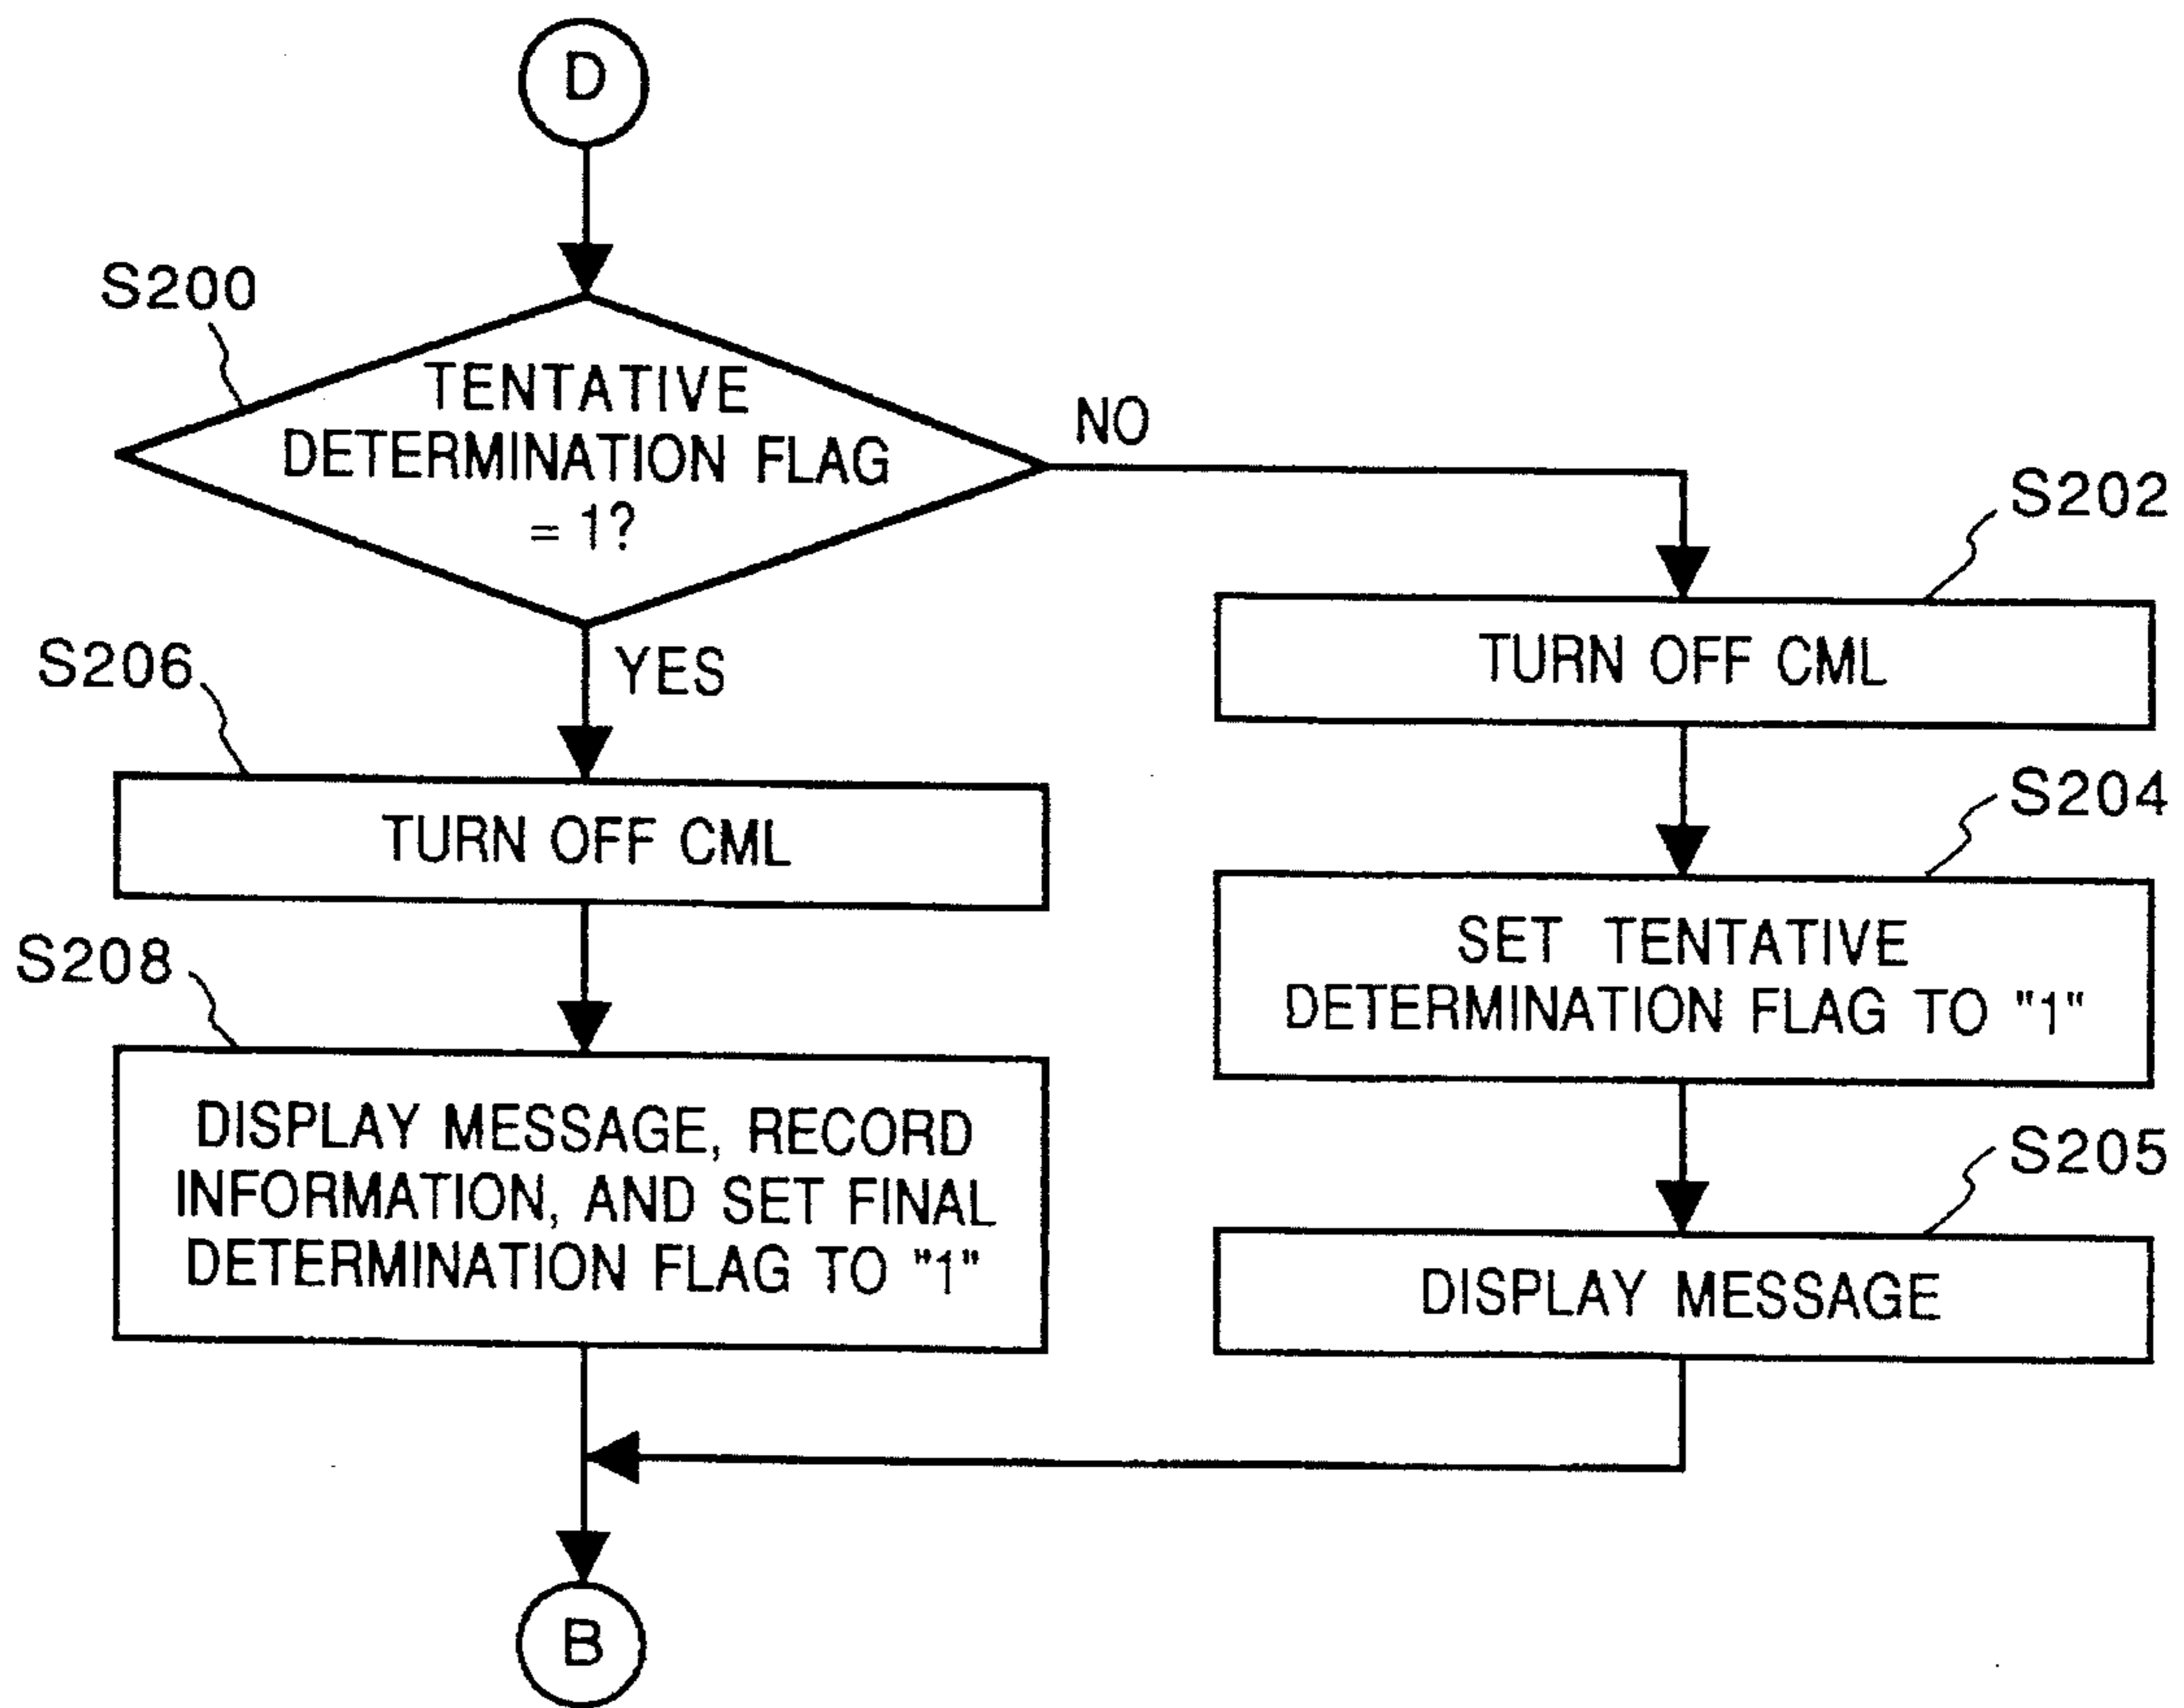 D
S200
TENTATIVE
DETERMINATION FLAG
= 1?
NO
YES
S202
TURN OFF CML
S204
SET TENTATIVE
DETERMINATION FLAG TO "1"
S205
DISPLAY MESSAGE
S206
TURN OFF CML
S208
DISPLAY MESSAGE, RECORD
INFORMATION, AND SET FINAL
DETERMINATION FLAG TO "1"
B